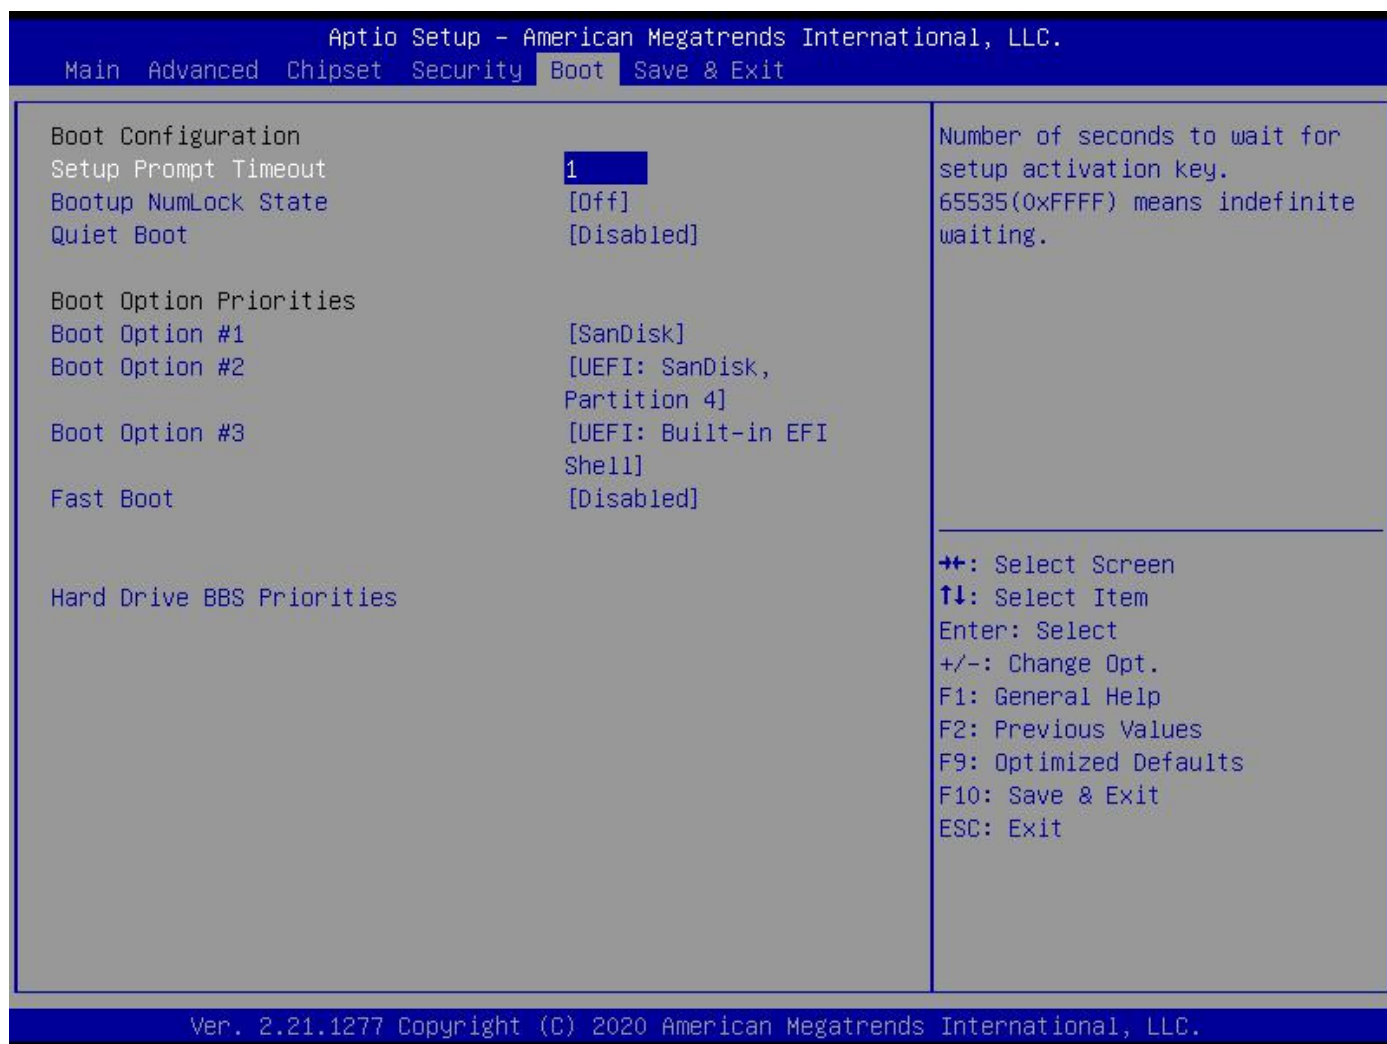 Aptio Setup – American Megatrends International, LLC.
Main Advanced Chipset Security Boot Save & Exit
Boot Configuration
Setup Prompt Timeout 1
Bootup NumLock State [Off]
Quiet Boot [Disabled]
Boot Option Priorities
Boot Option #1 [SanDisk]
Boot Option #2 [UEFI: SanDisk,
Partition 4]
Boot Option #3 [UEFI: Built-in EFI
Shell]
Fast Boot [Disabled]
Hard Drive BBS Priorities
Number of seconds to wait for
setup activation key.
65535(0xFFFF) means indefinite
waiting.
→←: Select Screen
↑↓: Select Item
Enter: Select
+/-: Change Opt.
F1: General Help
F2: Previous Values
F9: Optimized Defaults
F10: Save & Exit
ESC: Exit
Ver. 2.21.1277 Copyright (C) 2020 American Megatrends International, LLC.